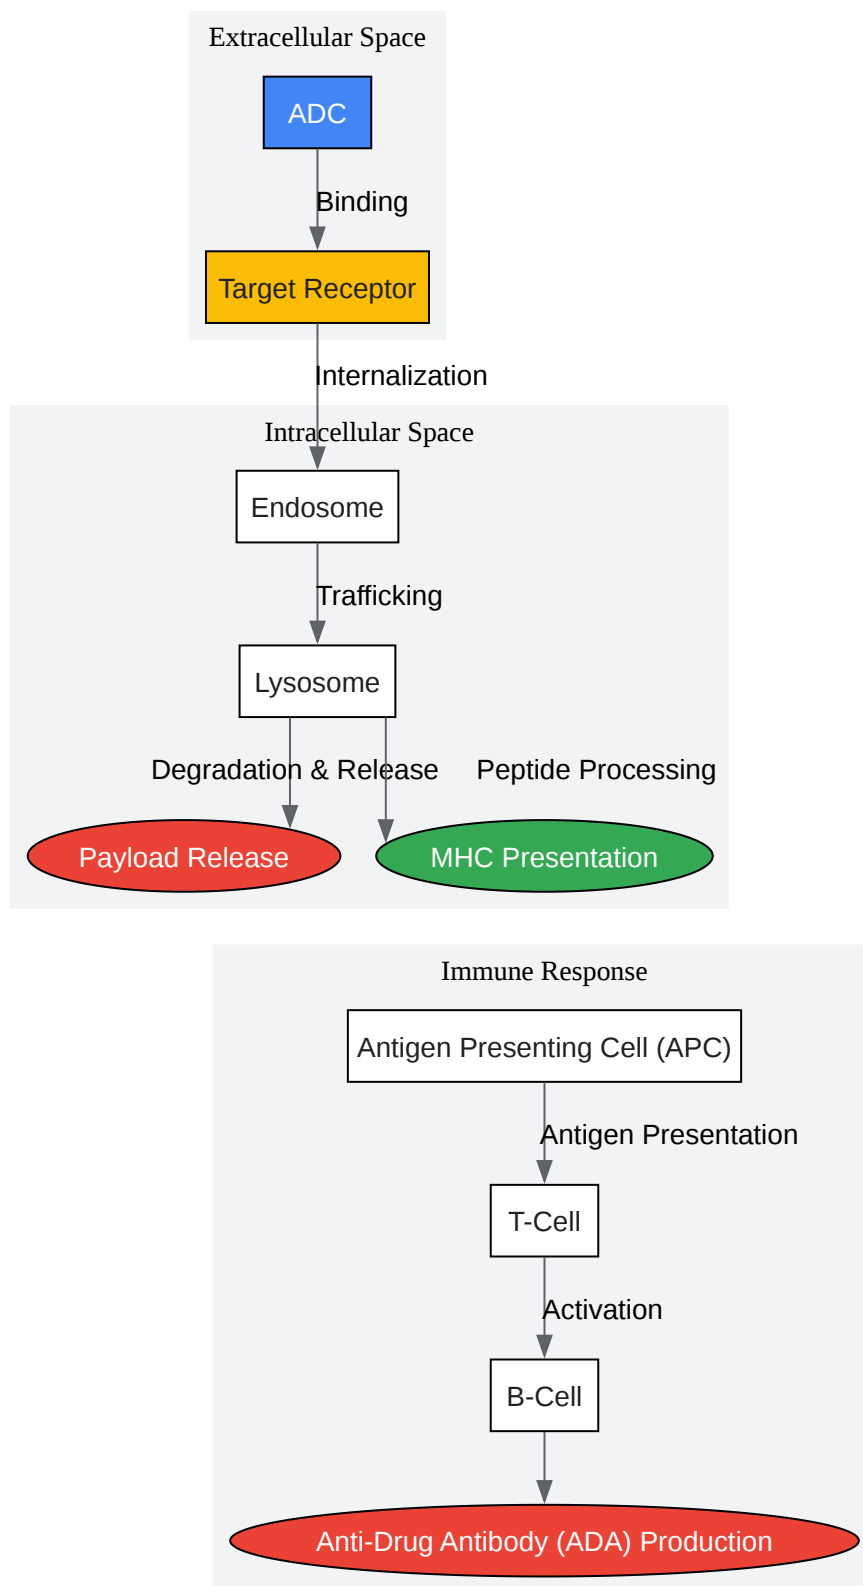 Extracellular Space
ADC
Binding
Target Receptor
Internalization
Intracellular Space
Endosome
Trafficking
Lysosome
Degradation & Release
Peptide Processing
Payload Release
MHC Presentation
Immune Response
Antigen Presenting Cell (APC)
Antigen Presentation
T-Cell
Activation
B-Cell
Anti-Drug Antibody (ADA) Production